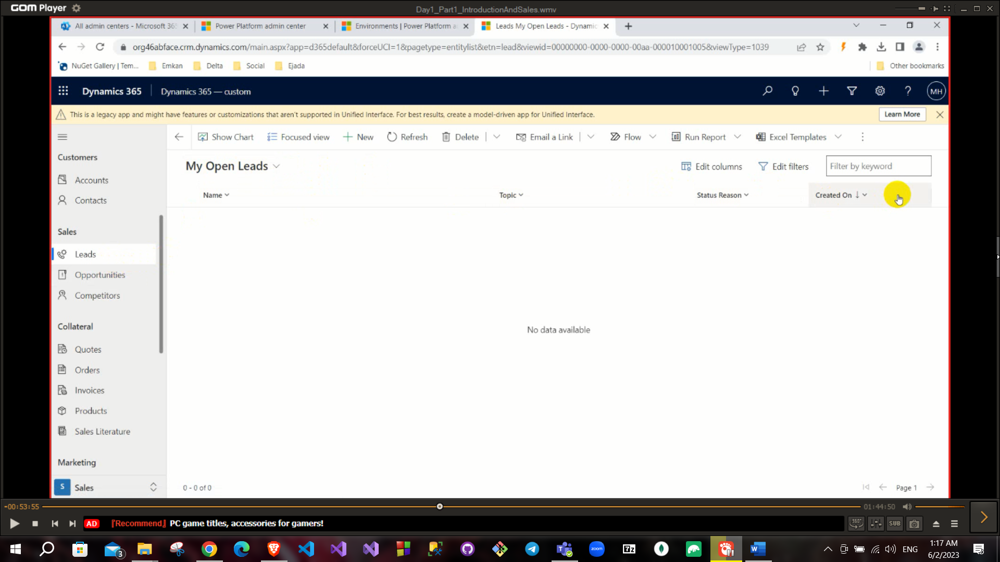 GOM Player
Day1_Part1_IntroductionAndSales.wmv
All admin centers - Microsoft 365
Power Platform admin center
Environments | Power Platform a
Leads My Open Leads - Dynamic
org46abface.crm.dynamics.com/main.aspx?app=d365default&forceUCI=1&pagetype=entitylist&etn=lead&viewid=00000000-0000-0000-00aa-000010001005&viewType=1039
NuGet Gallery | Tem...
Emkan
Delta
Social
Ejada
Other bookmarks
Dynamics 365
Dynamics 365 — custom
MH
This is a legacy app and might have features or customizations that aren't supported in Unified Interface. For best results, create a model-driven app for Unified Interface.
Learn More
Show Chart
Focused view
New
Refresh
Delete
Email a Link
Flow
Run Report
Excel Templates
Customers
Accounts
Contacts
Sales
Leads
Opportunities
Competitors
Collateral
Quotes
Orders
Invoices
Products
Sales Literature
Marketing
S
Sales
My Open Leads
Edit columns
Edit filters
Filter by keyword
Name
Topic
Status Reason
Created On
No data available
0 - 0 of 0
Page 1
-00:53:55
01:44:50
AD
『Recommend』 PC game titles, accessories for gamers!
360°
SUB
3
zoom
7z
W
ENG
1:17 AM
6/2/2023